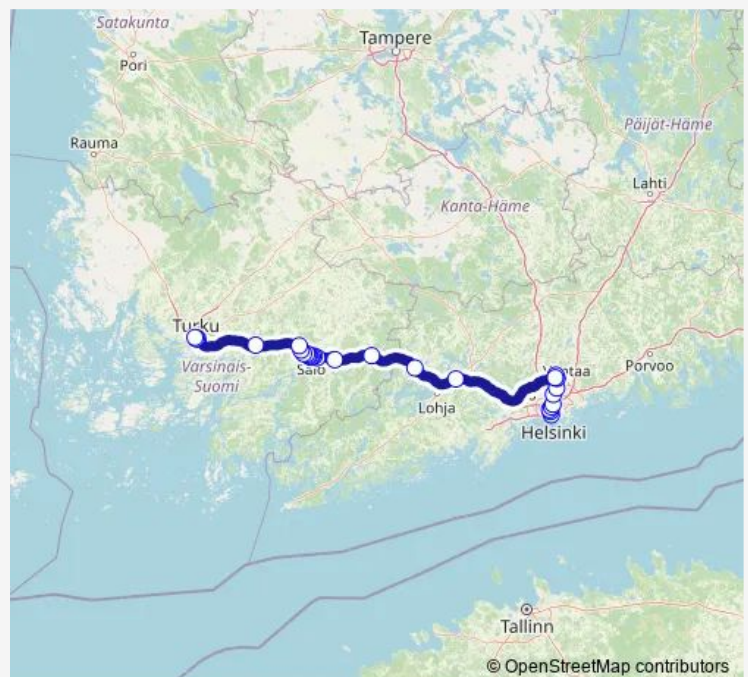 Satakunta
Pori
Tampere
Rauma
Päijät-Häme
Lahti
Kanta-Häme
Turku
Varsinais-
Suomi
Salo
Lohja
Porvoo
Helsinki
Tallinn
© OpenStreetMap contributors